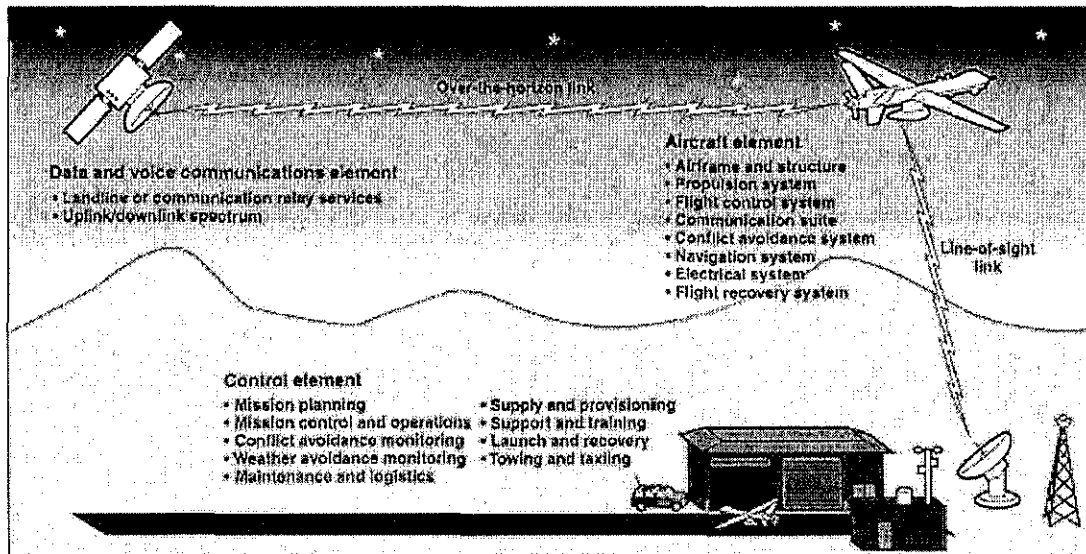 Over-the-horizon link
Data and voice communications element
• Landline or communication relay services
• Uplink/downlink spectrum
Aircraft element
• Airframe and structure
• Propulsion system
• Flight control system
• Communication suite
• Conflict avoidance system
• Navigation system
• Electrical system
• Flight recovery system
Line-of-sight
link
Control element
• Mission planning
• Mission control and operations
• Conflict avoidance monitoring
• Weather avoidance monitoring
• Maintenance and logistics
• Supply and provisioning
• Support and training
• Launch and recovery
• Towing and taxiing